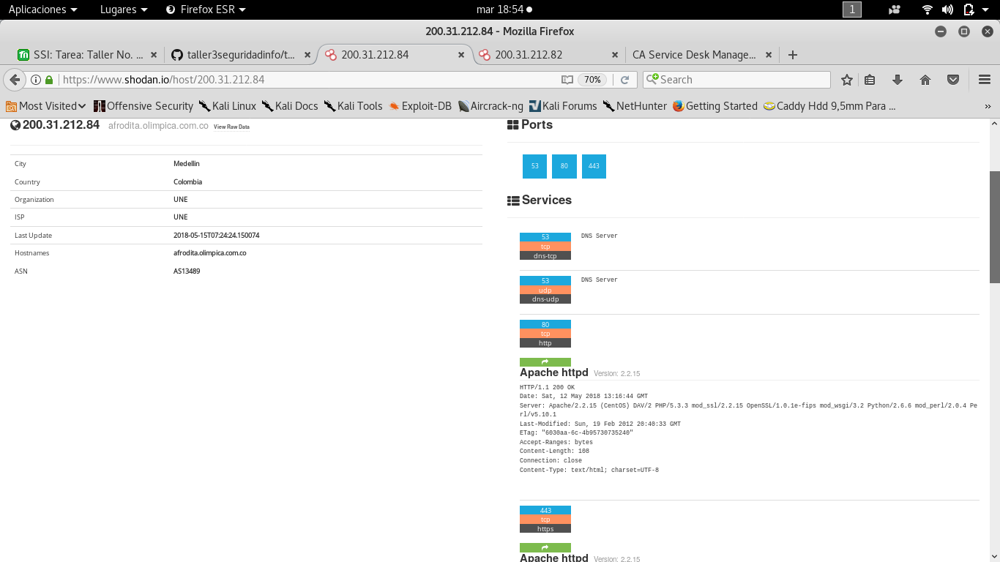 Aplicaciones Lugares Firefox ESR mar 18:54 1
200.31.212.84 - Mozilla Firefox
SSI: Tarea: Taller No. ... taller3seguridadinfo/t... 200.31.212.84 200.31.212.82 CA Service Desk Manage...
https://www.shodan.io/host/200.31.212.84 70% Search
Most Visited Offensive Security Kali Linux Kali Docs Kali Tools Exploit-DB Aircrack-ng Kali Forums NetHunter Getting Started Caddy Hdd 9,5mm Para ... »
200.31.212.84 afrodita.olimpica.com.co View Raw Data
City Medellin
Country Colombia
Organization UNE
ISP UNE
Last Update 2018-05-15T07:24:24.150074
Hostnames afrodita.olimpica.com.co
ASN AS13489
Ports
53 80 443
Services
53 DNS Server
tcp
dns-tcp
53 DNS Server
udp
dns-udp
80
tcp
http
Apache httpd Version: 2.2.15
HTTP/1.1 200 OK
Date: Sat, 12 May 2018 13:16:44 GMT
Server: Apache/2.2.15 (CentOS) DAV/2 PHP/5.3.3 mod_ssl/2.2.15 OpenSSL/1.0.1e-fips mod_wsgi/3.2 Python/2.6.6 mod_perl/2.0.4 Pe
rl/v5.10.1
Last-Modified: Sun, 19 Feb 2012 20:40:33 GMT
ETag: "6030aa-6c-4b95730735240"
Accept-Ranges: bytes
Content-Length: 108
Connection: close
Content-Type: text/html; charset=UTF-8
443
tcp
https
Apache httpd Version: 2.2.15